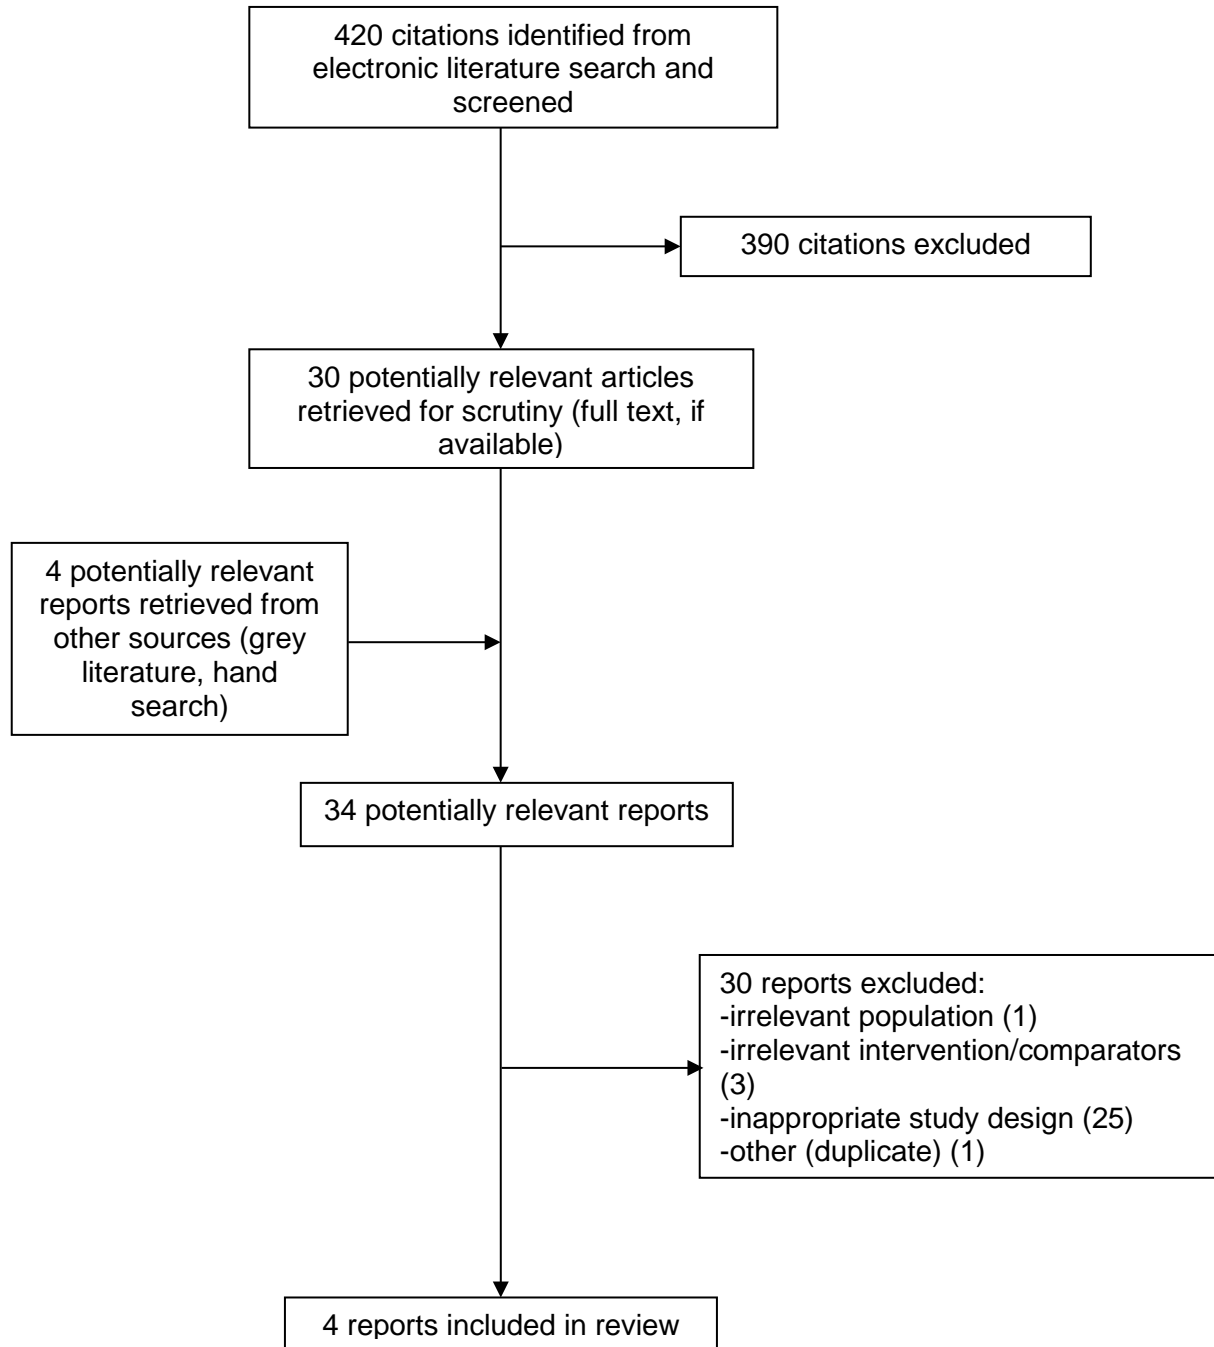 420 citations identified from
electronic literature search and
screened
390 citations excluded
30 potentially relevant articles
retrieved for scrutiny (full text, if
available)
4 potentially relevant
reports retrieved from
other sources (grey
literature, hand
search)
34 potentially relevant reports
30 reports excluded:
-irrelevant population (1)
-irrelevant intervention/comparators
(3)
-inappropriate study design (25)
-other (duplicate) (1)
4 reports included in review